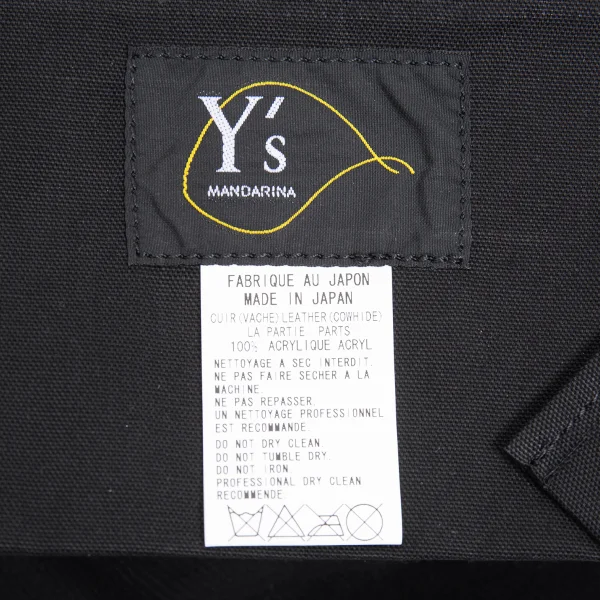 Y's
MANDARINA
FABRIQUE AU JAPON
MADE IN JAPAN
CUIR(VACHE)LEATHER(COWHIDE)
LA PARTIE PARTS
100% ACRYLIQUE ACRYL
NETTOYAGE A SEC INTERDIT.
NE PAS FAIRE SECHER A LA
MACHINE
NE PAS REPASSER.
UN NETTOYAGE PROFESSIONNEL
EST RECOMMANDE
DO NOT DRY CLEAN.
DO NOT TUMBLE DRY.
DO NOT IRON
PROFESSIONAL DRY CLEAN
RECOMMENDE